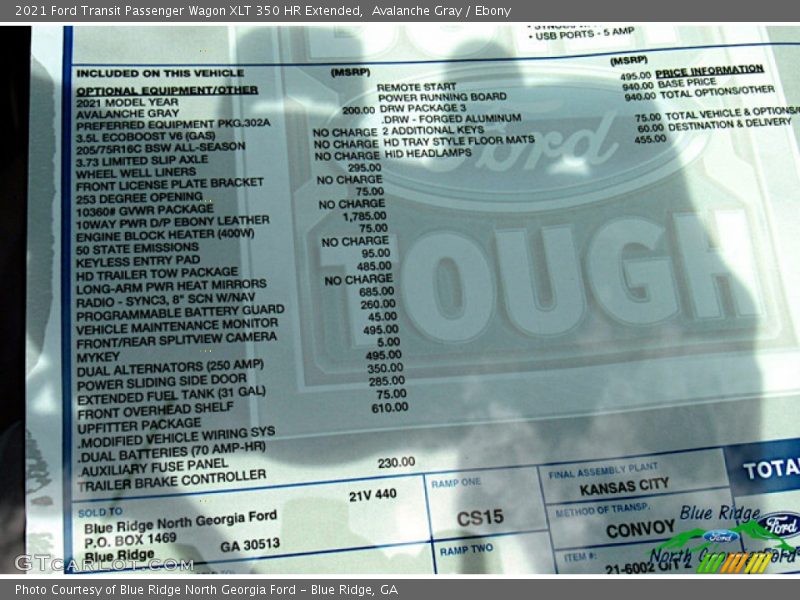 2021 Ford Transit Passenger Wagon XLT 350 HR Extended, Avalanche Gray / Ebony
• USB PORTS - 5 AMP
INCLUDED ON THIS VEHICLE (MSRP)
OPTIONAL EQUIPMENT/OTHER
2021 MODEL YEAR
AVALANCHE GRAY
PREFERRED EQUIPMENT PKG.302A 200.00
3.5L ECOBOOST V6 (GAS)
205/75R16C BSW ALL-SEASON NO CHARGE
3.73 LIMITED SLIP AXLE NO CHARGE
WHEEL WELL LINERS NO CHARGE
FRONT LICENSE PLATE BRACKET 295.00
253 DEGREE OPENING NO CHARGE
10360# GVWR PACKAGE 75.00
10WAY PWR D/P EBONY LEATHER NO CHARGE
ENGINE BLOCK HEATER (400W) 1,785.00
50 STATE EMISSIONS 75.00
KEYLESS ENTRY PAD NO CHARGE
HD TRAILER TOW PACKAGE 95.00
LONG-ARM PWR HEAT MIRRORS 485.00
RADIO - SYNC3, 8" SCN W/NAV NO CHARGE
PROGRAMMABLE BATTERY GUARD 685.00
VEHICLE MAINTENANCE MONITOR 260.00
FRONT/REAR SPLITVIEW CAMERA 45.00
MYKEY 495.00
DUAL ALTERNATORS (250 AMP) 5.00
POWER SLIDING SIDE DOOR 495.00
EXTENDED FUEL TANK (31 GAL) 350.00
FRONT OVERHEAD SHELF 285.00
UPFITTER PACKAGE 75.00
.MODIFIED VEHICLE WIRING SYS 610.00
.DUAL BATTERIES (70 AMP-HR)
.AUXILIARY FUSE PANEL
TRAILER BRAKE CONTROLLER 230.00
(MSRP)
REMOTE START 495.00
POWER RUNNING BOARD 940.00
DRW PACKAGE 3 940.00
.DRW - FORGED ALUMINUM
2 ADDITIONAL KEYS 75.00
HD TRAY STYLE FLOOR MATS 60.00
HID HEADLAMPS 455.00
PRICE INFORMATION
BASE PRICE
TOTAL OPTIONS/OTHER
TOTAL VEHICLE & OPTIONS/
DESTINATION & DELIVERY
Ford
TOUGH
SOLD TO
Blue Ridge North Georgia Ford
P.O. BOX 1469
Blue Ridge GA 30513
21V 440
RAMP ONE
CS15
RAMP TWO
FINAL ASSEMBLY PLANT
KANSAS CITY
METHOD OF TRANSP.
CONVOY
ITEM #:
21-6002 O/T 2
TOTAL
Blue Ridge
Ford
Ford
North Georgia Ford
GTCarLot.com
Photo Courtesy of Blue Ridge North Georgia Ford - Blue Ridge, GA